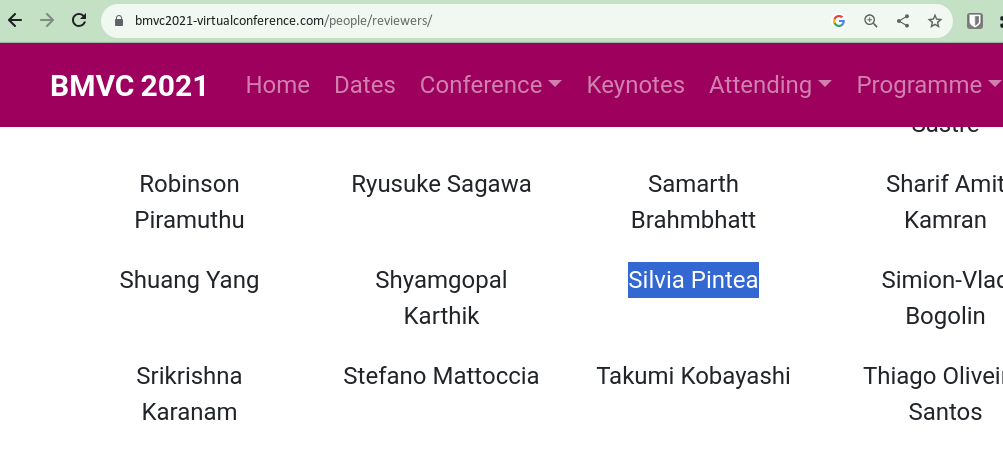 bmvc2021-virtualconference.com/people/reviewers/
BMVC 2021 Home Dates Conference Keynotes Attending Programme
Robinson Piramuthu
Ryusuke Sagawa
Samarth Brahmbhatt
Sharif Amit Kamran
Shuang Yang
Shyamgopal Karthik
Silvia Pintea
Simion-Vlad Bogolin
Srikrishna Karanam
Stefano Mattoccia
Takumi Kobayashi
Thiago Olivei
Santos